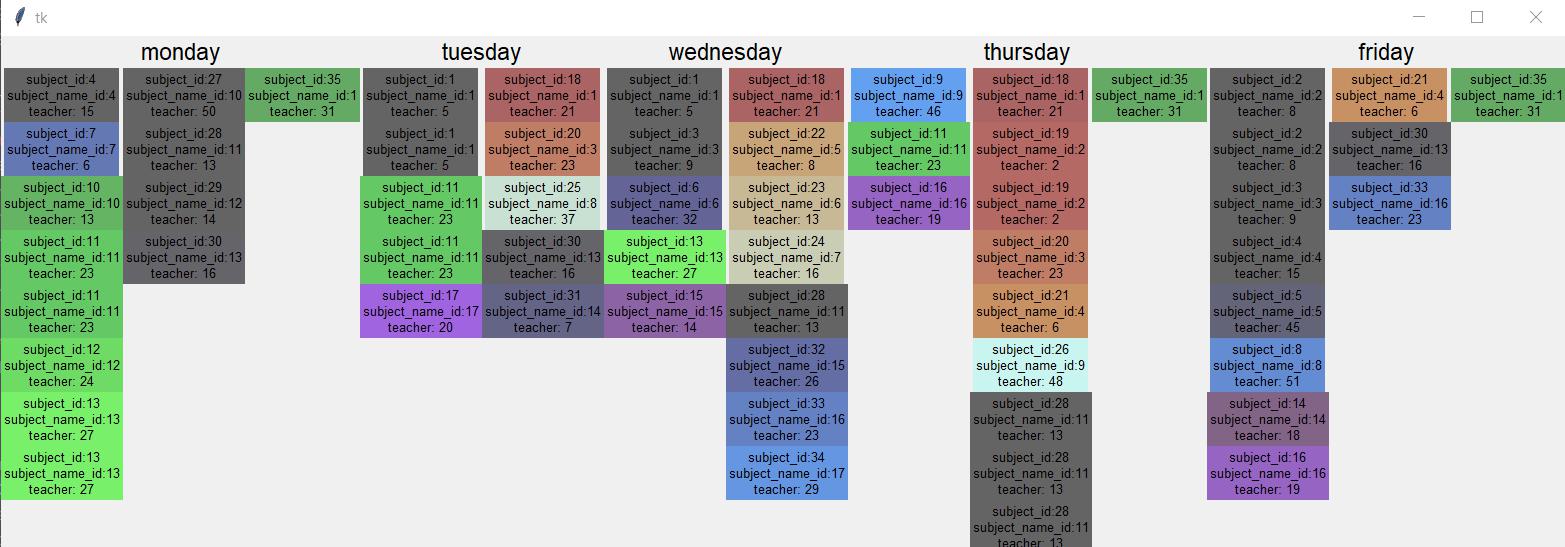 tk
monday
subject_id:4
subject_name_id:4
teacher: 15
subject_id:7
subject_name_id:7
teacher: 6
subject_id:10
subject_name_id:10
teacher: 13
subject_id:11
subject_name_id:11
teacher: 23
subject_id:11
subject_name_id:11
teacher: 23
subject_id:12
subject_name_id:12
teacher: 24
subject_id:13
subject_name_id:13
teacher: 27
subject_id:13
subject_name_id:13
teacher: 27
subject_id:27
subject_name_id:10
teacher: 50
subject_id:28
subject_name_id:11
teacher: 13
subject_id:29
subject_name_id:12
teacher: 14
subject_id:30
subject_name_id:13
teacher: 16
subject_id:35
subject_name_id:1
teacher: 31
tuesday
subject_id:1
subject_name_id:1
teacher: 5
subject_id:1
subject_name_id:1
teacher: 5
subject_id:11
subject_name_id:11
teacher: 23
subject_id:11
subject_name_id:11
teacher: 23
subject_id:17
subject_name_id:17
teacher: 20
subject_id:18
subject_name_id:1
teacher: 21
subject_id:20
subject_name_id:3
teacher: 23
subject_id:25
subject_name_id:8
teacher: 37
subject_id:30
subject_name_id:13
teacher: 16
subject_id:31
subject_name_id:14
teacher: 7
wednesday
subject_id:1
subject_name_id:1
teacher: 5
subject_id:3
subject_name_id:3
teacher: 9
subject_id:6
subject_name_id:6
teacher: 32
subject_id:13
subject_name_id:13
teacher: 27
subject_id:15
subject_name_id:15
teacher: 14
subject_id:18
subject_name_id:1
teacher: 21
subject_id:22
subject_name_id:5
teacher: 8
subject_id:23
subject_name_id:6
teacher: 13
subject_id:24
subject_name_id:7
teacher: 16
subject_id:28
subject_name_id:11
teacher: 13
subject_id:32
subject_name_id:15
teacher: 26
subject_id:33
subject_name_id:16
teacher: 23
subject_id:34
subject_name_id:17
teacher: 29
thursday
subject_id:9
subject_name_id:9
teacher: 46
subject_id:11
subject_name_id:11
teacher: 23
subject_id:16
subject_name_id:16
teacher: 19
subject_id:18
subject_name_id:1
teacher: 21
subject_id:19
subject_name_id:2
teacher: 2
subject_id:19
subject_name_id:2
teacher: 2
subject_id:20
subject_name_id:3
teacher: 23
subject_id:21
subject_name_id:4
teacher: 6
subject_id:26
subject_name_id:9
teacher: 48
subject_id:28
subject_name_id:11
teacher: 13
subject_id:28
subject_name_id:11
teacher: 13
subject_id:28
subject_name_id:11
teacher: 13
subject_id:35
subject_name_id:1
teacher: 31
friday
subject_id:2
subject_name_id:2
teacher: 8
subject_id:2
subject_name_id:2
teacher: 8
subject_id:3
subject_name_id:3
teacher: 9
subject_id:4
subject_name_id:4
teacher: 15
subject_id:5
subject_name_id:5
teacher: 45
subject_id:8
subject_name_id:8
teacher: 51
subject_id:14
subject_name_id:14
teacher: 18
subject_id:16
subject_name_id:16
teacher: 19
subject_id:21
subject_name_id:4
teacher: 6
subject_id:30
subject_name_id:13
teacher: 16
subject_id:33
subject_name_id:16
teacher: 23
subject_id:35
subject_name_id:1
teacher: 31